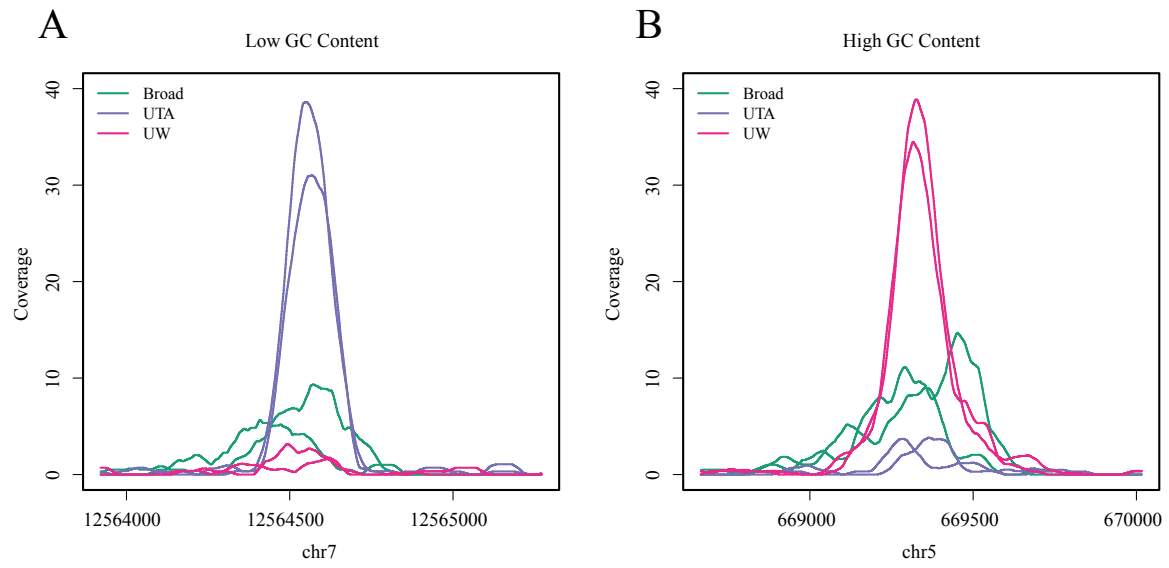 A
Low GC Content
Broad
UTA
UW
Coverage
0
10
20
30
40
12564000
12564500
12565000
chr7
B
High GC Content
Broad
UTA
UW
Coverage
0
10
20
30
40
669000
669500
670000
chr5